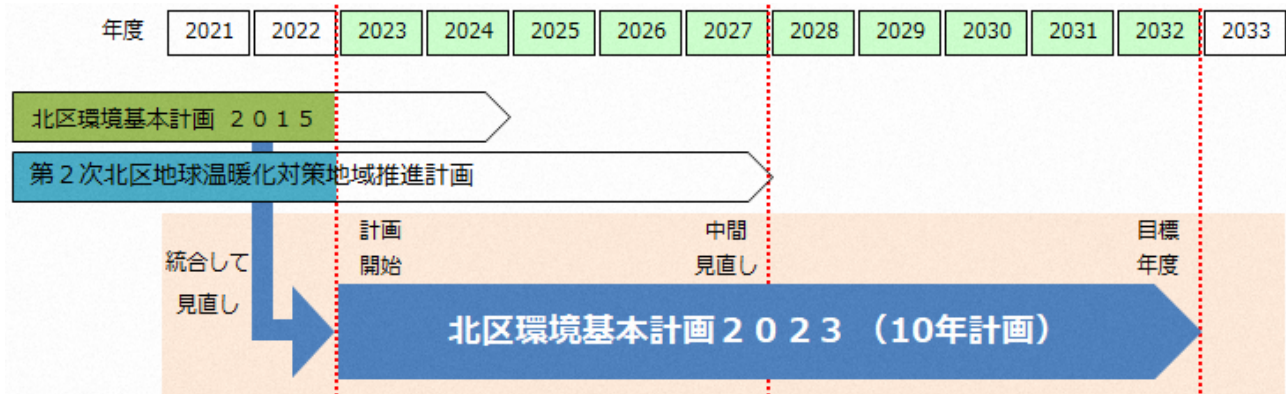 年度 2021 2022 2023 2024 2025 2026 2027 2028 2029 2030 2031 2032 2033
北区環境基本計画 ２０１５
第２次北区地球温暖化対策地域推進計画
統合して
見直し
計画
開始
中間
見直し
目標
年度
北区環境基本計画２０２３ （10年計画）